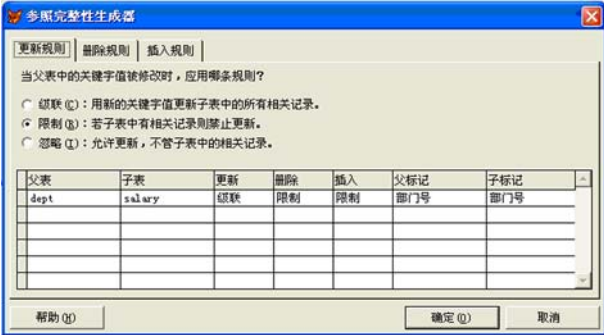 参照完整性生成器
更新规则 删除规则 插入规则
当父表中的关键字值被修改时，应用哪条规则？
级联(C)：用新的关键字值更新子表中的所有相关记录。
限制(R)：若子表中有相关记录则禁止更新。
忽略(I)：允许更新，不管子表中的相关记录。
父表 子表 更新 删除 插入 父标记 子标记
dept salary 级联 限制 限制 部门号 部门号
帮助(H) 确定(O) 取消